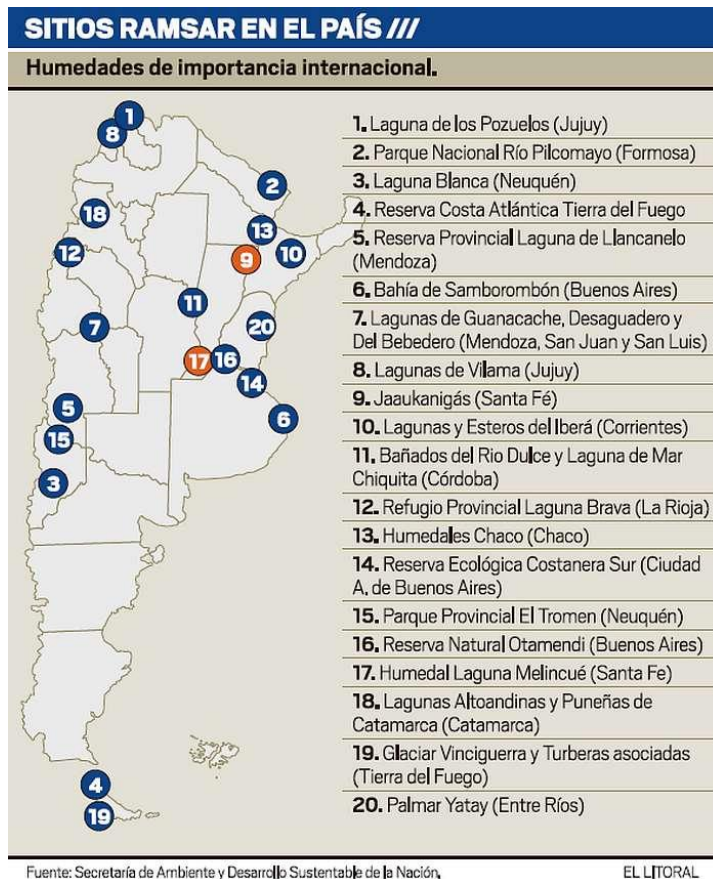 SITIOS RAMSAR EN EL PAÍS ///
Humedades de importancia internacional.
1. Laguna de los Pozuelos (Jujuy)
2. Parque Nacional Río Pilcomayo (Formosa)
3. Laguna Blanca (Neuquén)
4. Reserva Costa Atlántica Tierra del Fuego
5. Reserva Provincial Laguna de Llancanelo
(Mendoza)
6. Bahía de Samborombón (Buenos Aires)
7. Lagunas de Guanacache, Desaguadero y
Del Bebedero (Mendoza, San Juan y San Luis)
8. Lagunas de Vilama (Jujuy)
9. Jaaukanigás (Santa Fé)
10. Lagunas y Esteros del Iberá (Corrientes)
11. Bañados del Rio Dulce y Laguna de Mar
Chiquita (Córdoba)
12. Refugio Provincial Laguna Brava (La Rioja)
13. Humedales Chaco (Chaco)
14. Reserva Ecológica Costanera Sur (Ciudad
A. de Buenos Aires)
15. Parque Provincial El Tromen (Neuquén)
16. Reserva Natural Otamendi (Buenos Aires)
17. Humedal Laguna Melincué (Santa Fe)
18. Lagunas Altoandinas y Puneñas de
Catamarca (Catamarca)
19. Glaciar Vinciguerra y Turberas asociadas
(Tierra del Fuego)
20. Palmar Yatay (Entre Ríos)
1
8
2
18
13
12
9
10
11
7
20
17
16
14
5
6
15
3
4
19
Fuente: Secretaría de Ambiente y Desarrollo Sustentable de la Nación.
EL LITORAL